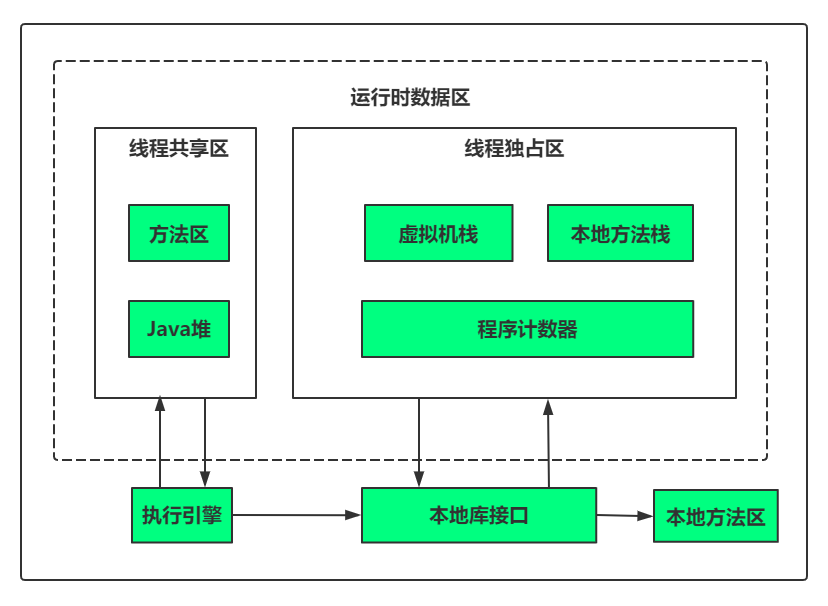 运行时数据区
线程共享区
线程独占区
方法区
虚拟机栈
本地方法栈
Java堆
程序计数器
执行引擎
本地库接口
本地方法区